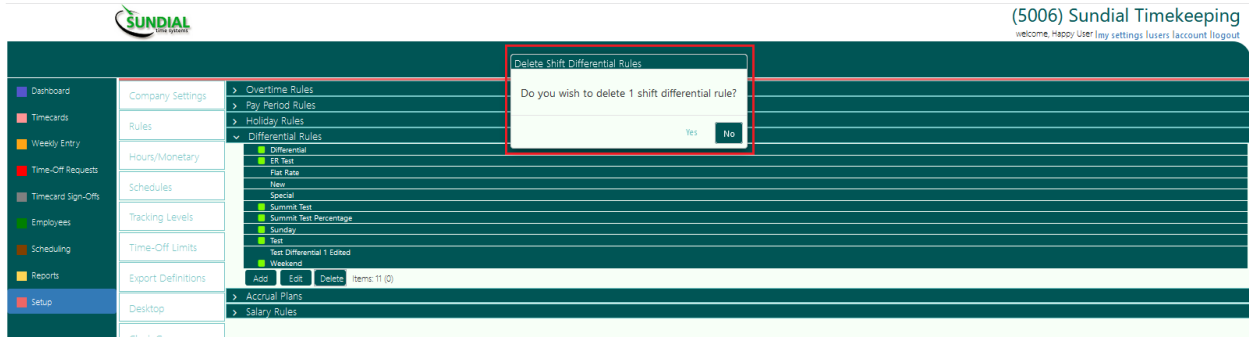 SUNDIAL
time systems
(5006) Sundial Timekeeping
welcome, Happy User |my settings |users |account |logout
Delete Shift Differential Rules
Do you wish to delete 1 shift differential rule?
Yes No
Dashboard
Timecards
Weekly Entry
Time-Off Requests
Timecard Sign-Offs
Employees
Scheduling
Reports
Setup
Company Settings
Rules
Hours/Monetary
Schedules
Tracking Levels
Time-Off Limits
Export Definitions
Desktop
> Overtime Rules
> Pay Period Rules
> Holiday Rules
Differential Rules
Differential
ER Test
Flat Rate
New
Special
Summit Test
Summit Test Percentage
Sunday
Test
Test Differential 1 Edited
Weekend
Add Edit Delete Items: 11 (0)
> Accrual Plans
> Salary Rules